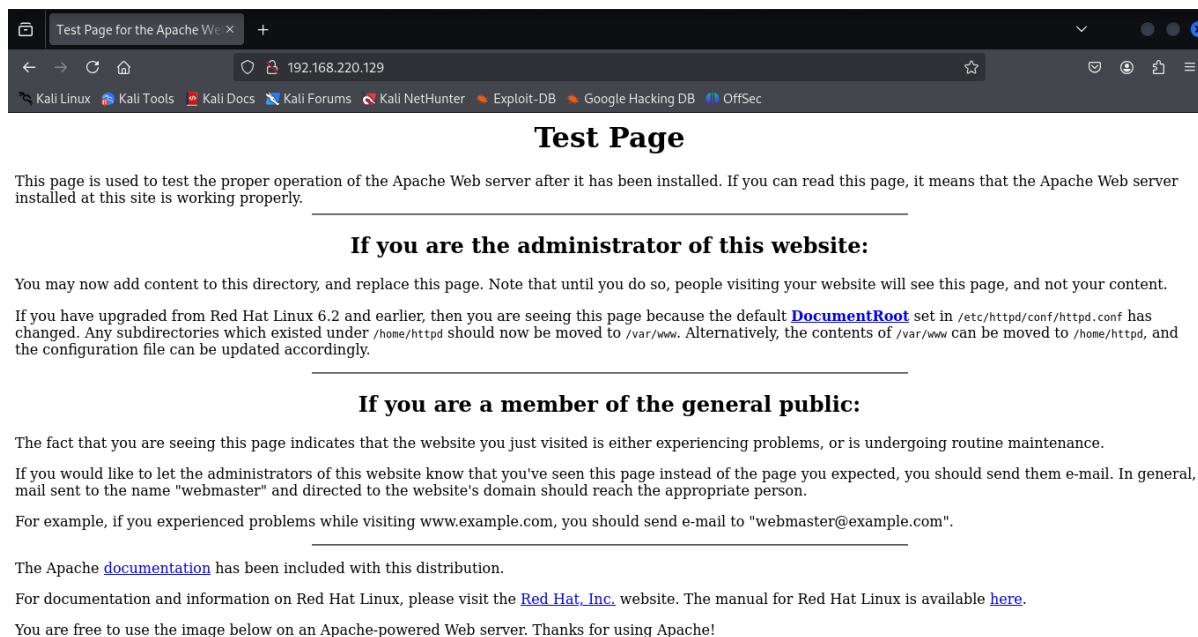 Test Page for the Apache We
192.168.220.129
Kali Linux Kali Tools Kali Docs Kali Forums Kali NetHunter Exploit-DB Google Hacking DB OffSec
Test Page
This page is used to test the proper operation of the Apache Web server after it has been installed. If you can read this page, it means that the Apache Web server
installed at this site is working properly.
If you are the administrator of this website:
You may now add content to this directory, and replace this page. Note that until you do so, people visiting your website will see this page, and not your content.
If you have upgraded from Red Hat Linux 6.2 and earlier, then you are seeing this page because the default DocumentRoot set in /etc/httpd/conf/httpd.conf has
changed. Any subdirectories which existed under /home/httpd should now be moved to /var/www. Alternatively, the contents of /var/www can be moved to /home/httpd, and
the configuration file can be updated accordingly.
If you are a member of the general public:
The fact that you are seeing this page indicates that the website you just visited is either experiencing problems, or is undergoing routine maintenance.
If you would like to let the administrators of this website know that you've seen this page instead of the page you expected, you should send them e-mail. In general,
mail sent to the name "webmaster" and directed to the website's domain should reach the appropriate person.
For example, if you experienced problems while visiting www.example.com, you should send e-mail to "webmaster@example.com".
The Apache documentation has been included with this distribution.
For documentation and information on Red Hat Linux, please visit the Red Hat, Inc. website. The manual for Red Hat Linux is available here.
You are free to use the image below on an Apache-powered Web server. Thanks for using Apache!